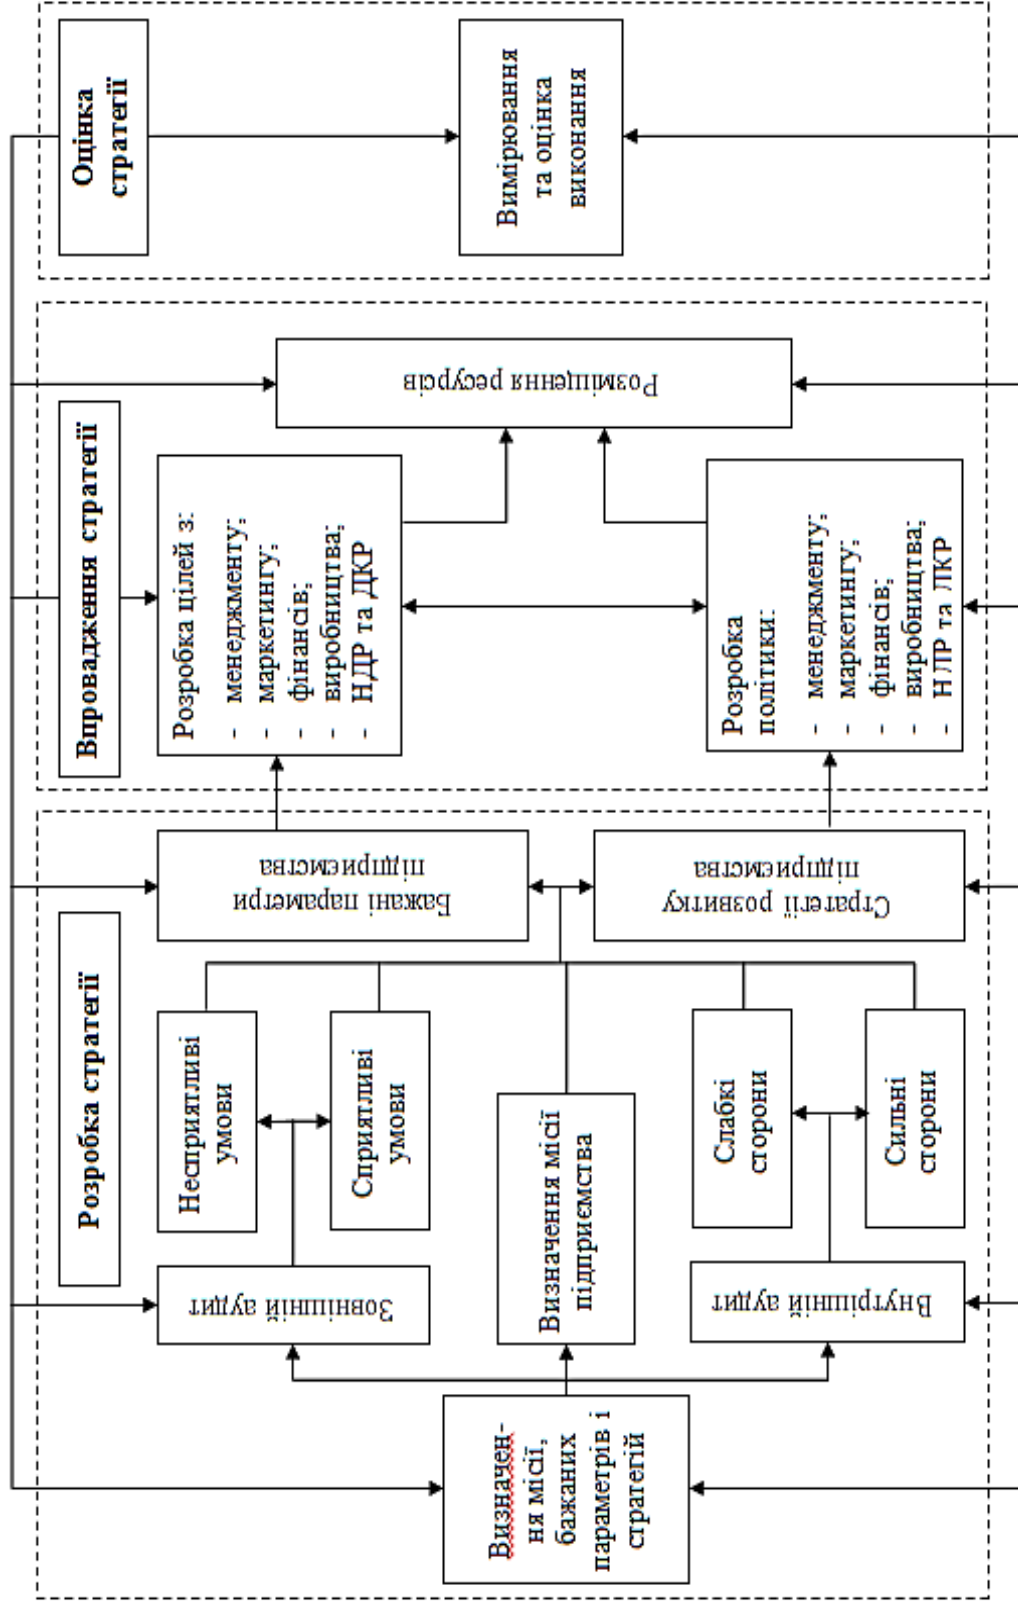 Розробка стратегії
Впровадження стратегії
Оцінка
стратегії
Визначен-
ня місії,
бажаних
параметрів і
стратегій
Зовнішній аудит
Визначення місії
підприємства
Внутрішній аудит
Несприятливі
умови
Сприятливі
умови
Слабкі
сторони
Сильні
сторони
Бажані параметри
підприємства
Стратегії розвитку
підприємства
Розробка цілей з:
- менеджменту;
- маркетингу;
- фінансів;
- виробництва;
- НДР та ДКР
Розробка
політики:
- менеджменту;
- маркетингу;
- фінансів;
- виробництва;
- НЛР та ЛКР
Розміщення ресурсів
Вимірювання
та оцінка
виконання